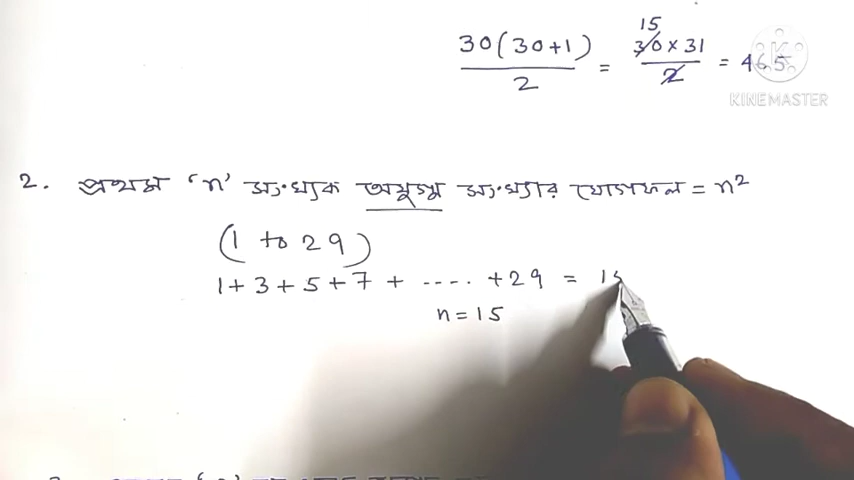 30(30+1)/2 = 15 30×31/2 = 465
KINEMASTER
2. প্রথম 'n' সংখ্যক অযুগ্ম সংখ্যার যোগফল = n²
(1 to 29)
1+3+5+7+ ..... +29 = 15
n=15